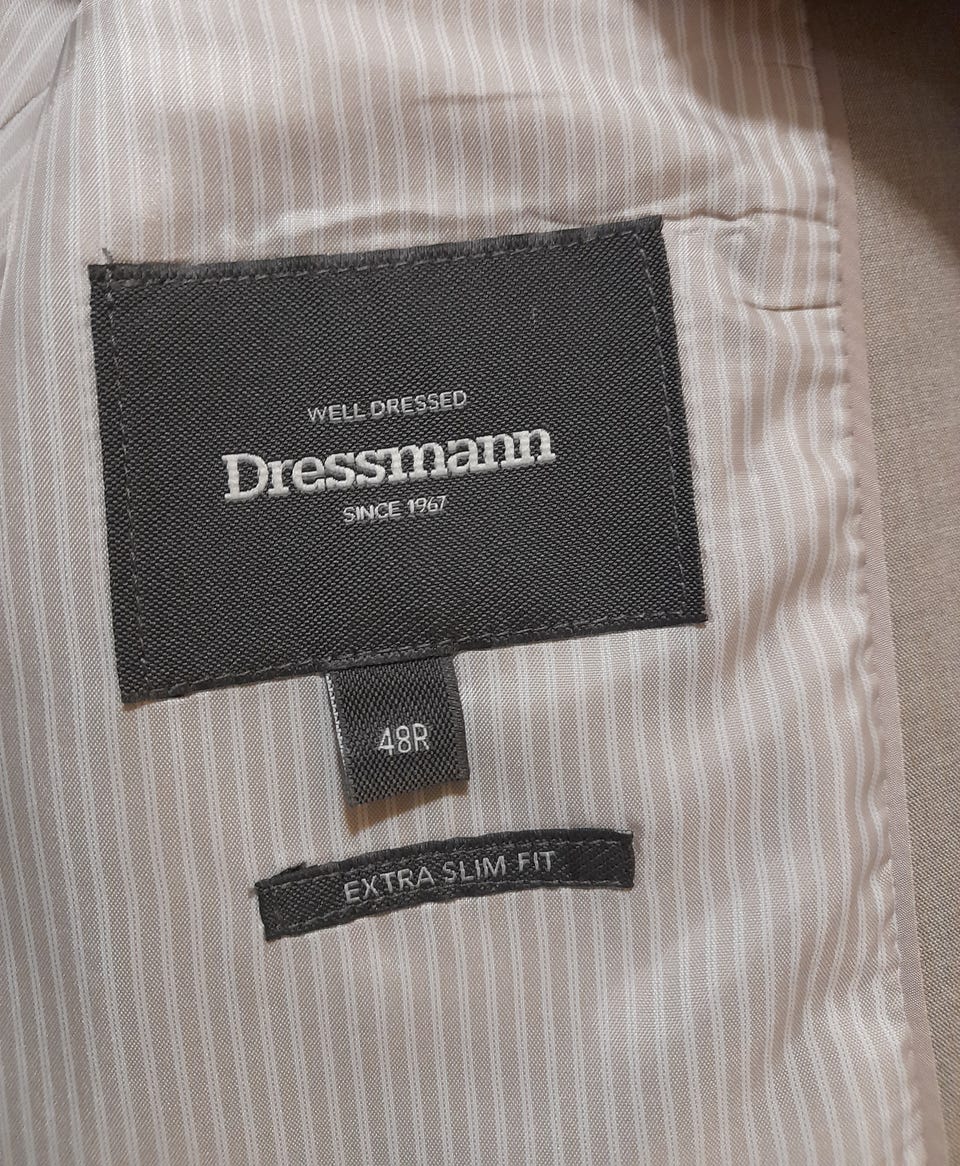 WELL DRESSED
Dressmann
SINCE 1967
48R
EXTRA SLIM FIT